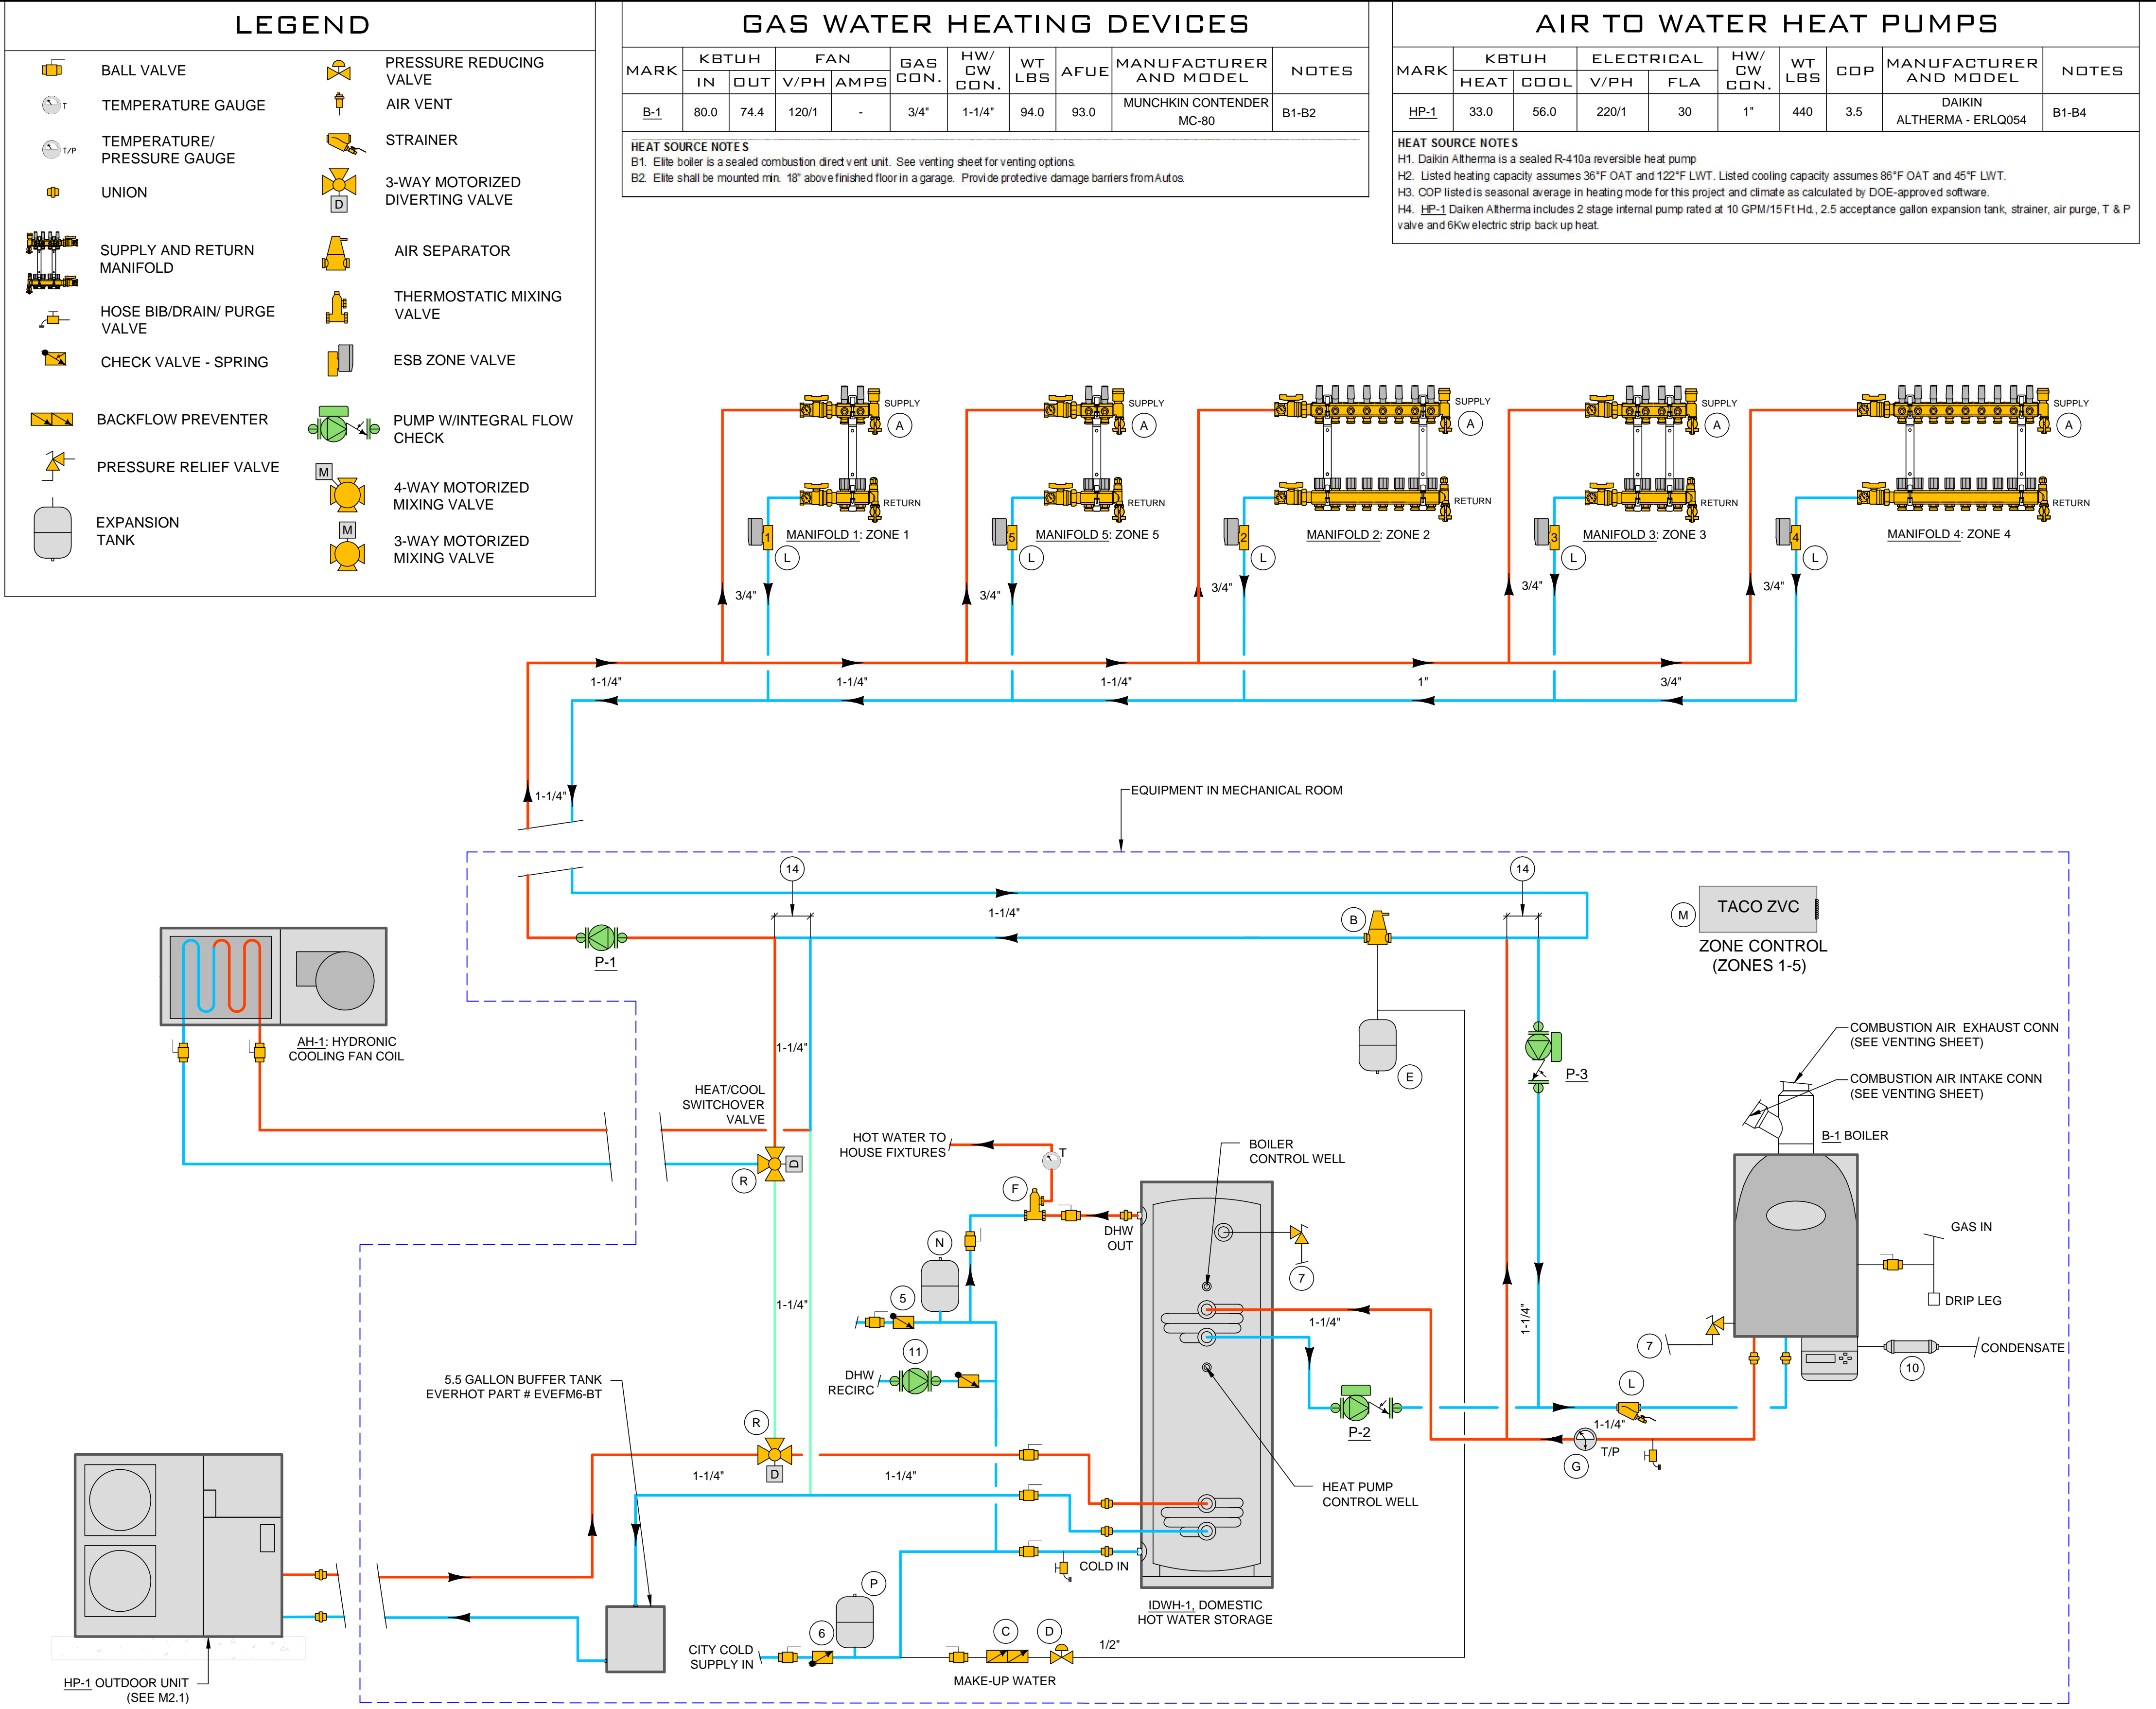 LEGEND
BALL VALVE
PRESSURE REDUCING
VALVE
T
TEMPERATURE GAUGE
AIR VENT
T/P
TEMPERATURE/
PRESSURE GAUGE
STRAINER
UNION
D
3-WAY MOTORIZED
DIVERTING VALVE
SUPPLY AND RETURN
MANIFOLD
AIR SEPARATOR
HOSE BIB/DRAIN/ PURGE
VALVE
THERMOSTATIC MIXING
VALVE
CHECK VALVE - SPRING
ESB ZONE VALVE
BACKFLOW PREVENTER
PUMP W/INTEGRAL FLOW
CHECK
PRESSURE RELIEF VALVE
M
4-WAY MOTORIZED
MIXING VALVE
EXPANSION
TANK
M
3-WAY MOTORIZED
MIXING VALVE
GAS WATER HEATING DEVICES
MARK KBTUH FAN GAS CON. HW/ CW CON. WT LBS AFUE MANUFACTURER AND MODEL NOTES
IN OUT V/PH AMPS
B-1 80.0 74.4 120/1 - 3/4" 1-1/4" 94.0 93.0 MUNCHKIN CONTENDER MC-80 B1-B2
HEAT SOURCE NOTES
B1. Elite boiler is a sealed combustion direct vent unit. See venting sheet for venting options.
B2. Elite shall be mounted min. 18" above finished floor in a garage. Provide protective damage barriers from Autos.
AIR TO WATER HEAT PUMPS
MARK KBTUH ELECTRICAL HW/ CW CON. WT LBS COP MANUFACTURER AND MODEL NOTES
HEAT COOL V/PH FLA
HP-1 33.0 56.0 220/1 30 1" 440 3.5 DAIKIN ALTHERMA - ERLQ054 B1-B4
HEAT SOURCE NOTES
H1. Daikin Altherma is a sealed R-410a reversible heat pump
H2. Listed heating capacity assumes 36°F OAT and 122°F LWT. Listed cooling capacity assumes 86°F OAT and 45°F LWT.
H3. COP listed is seasonal average in heating mode for this project and climate as calculated by DOE-approved software.
H4. HP-1 Daiken Altherma includes 2 stage internal pump rated at 10 GPM/15 Ft Hd., 2.5 acceptance gallon expansion tank, strainer, air purge, T & P
valve and 6Kw electric strip back up heat.
SUPPLY
A
RETURN
1
MANIFOLD 1: ZONE 1
L
3/4"
SUPPLY
A
RETURN
5
MANIFOLD 5: ZONE 5
L
3/4"
SUPPLY
A
RETURN
2
MANIFOLD 2: ZONE 2
L
3/4"
SUPPLY
A
RETURN
3
MANIFOLD 3: ZONE 3
L
3/4"
SUPPLY
A
RETURN
4
MANIFOLD 4: ZONE 4
L
3/4"
1-1/4"
1-1/4"
1-1/4"
1"
3/4"
1-1/4"
EQUIPMENT IN MECHANICAL ROOM
14
14
1-1/4"
B
M
TACO ZVC
ZONE CONTROL
(ZONES 1-5)
P-1
AH-1: HYDRONIC
COOLING FAN COIL
1-1/4"
E
P-3
COMBUSTION AIR EXHAUST CONN
(SEE VENTING SHEET)
COMBUSTION AIR INTAKE CONN
(SEE VENTING SHEET)
B-1 BOILER
HEAT/COOL
SWITCHOVER
VALVE
D
R
HOT WATER TO
HOUSE FIXTURES
T
F
BOILER
CONTROL WELL
DHW
OUT
N
7
GAS IN
DRIP LEG
5
1-1/4"
1-1/4"
1-1/4"
7
CONDENSATE
10
11
DHW
RECIRC
5.5 GALLON BUFFER TANK
EVERHOT PART # EVEFM6-BT
R
D
L
P-2
1-1/4"
T/P
G
1-1/4"
1-1/4"
HEAT PUMP
CONTROL WELL
COLD IN
P
IDWH-1, DOMESTIC
HOT WATER STORAGE
6
C
D
1/2"
CITY COLD
SUPPLY IN
MAKE-UP WATER
HP-1 OUTDOOR UNIT
(SEE M2.1)